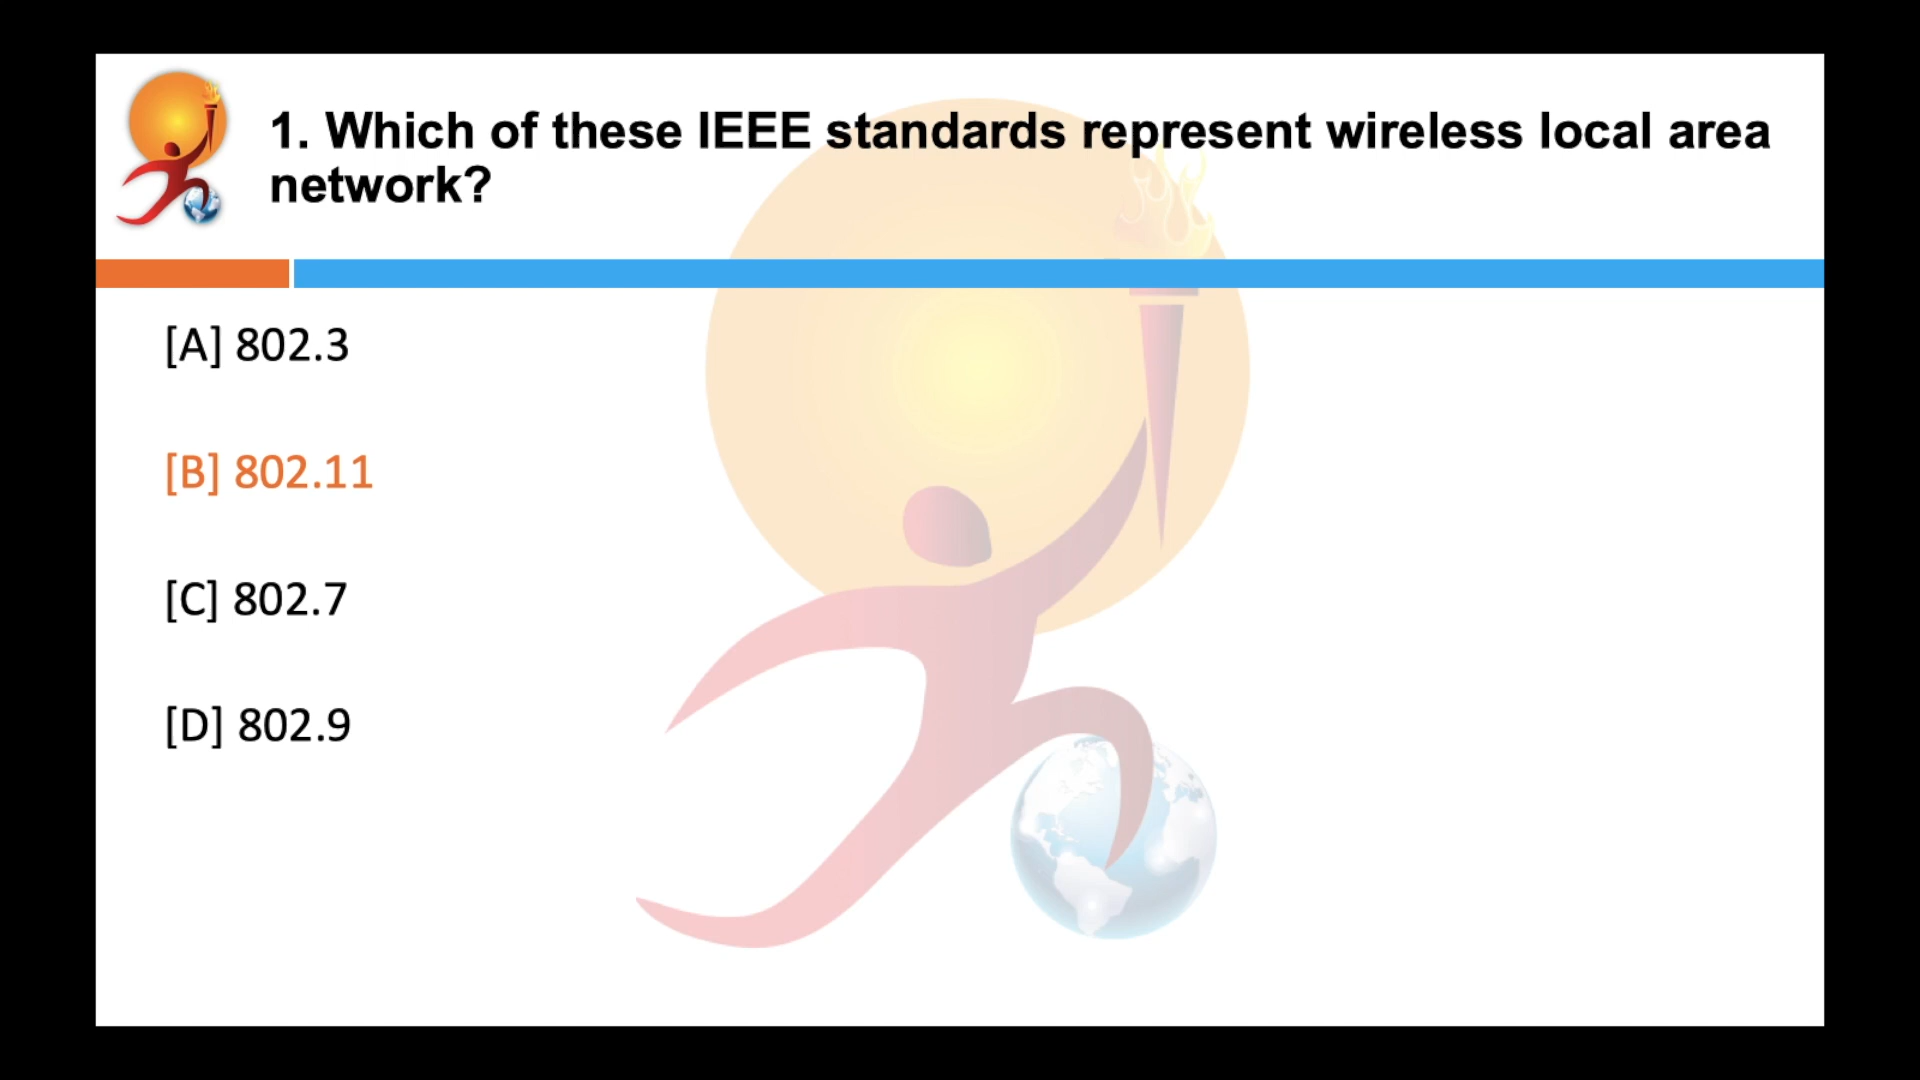 1. Which of these IEEE standards represent wireless local area
network?
[A] 802.3
[B] 802.11
[C] 802.7
[D] 802.9